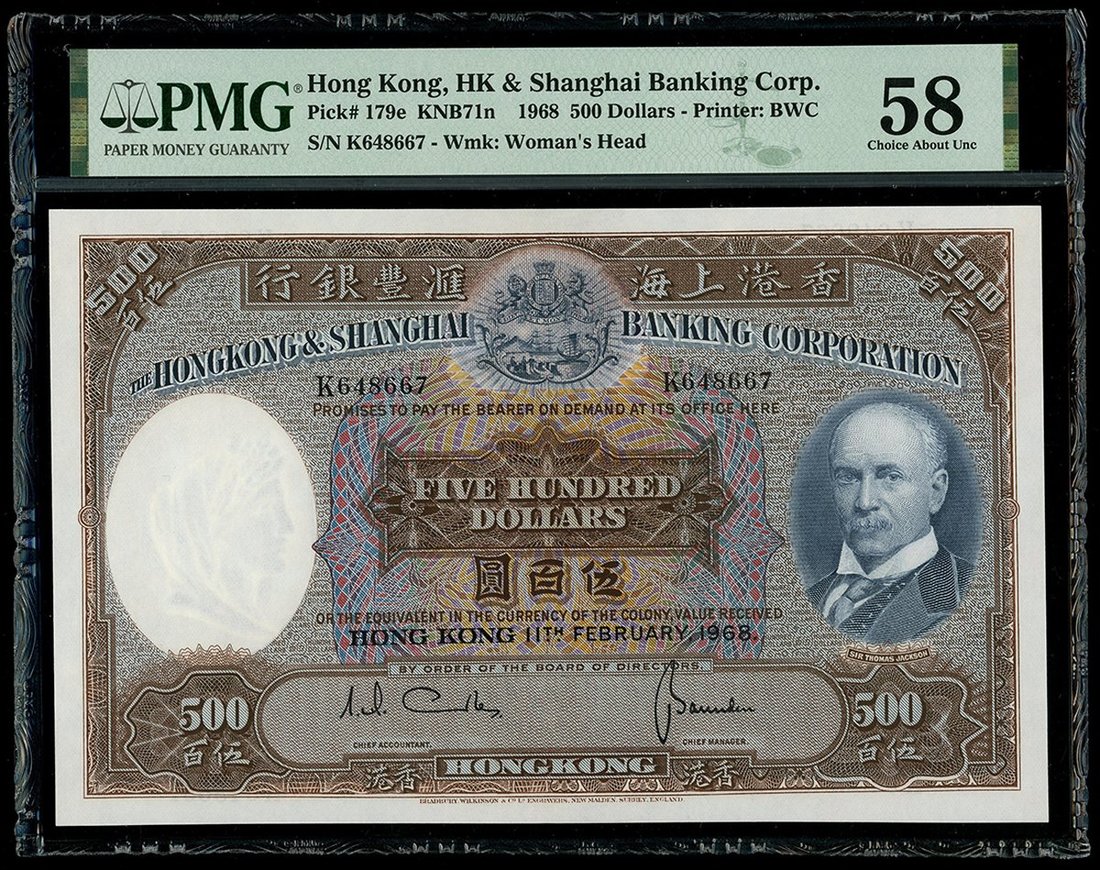 PMG®
PAPER MONEY GUARANTY
Hong Kong, HK & Shanghai Banking Corp.
Pick# 179e KNB71n 1968 500 Dollars - Printer: BWC
S/N K648667 - Wmk: Woman's Head
58
Choice About Unc
500
伍百
行銀豐滙
海上港香
500
伍百
THE HONGKONG & SHANGHAI BANKING CORPORATION
K648667
K648667
PROMISES TO PAY THE BEARER ON DEMAND AT ITS OFFICE HERE
FIVE HUNDRED
DOLLARS
圓百伍
OR THE EQUIVALENT IN THE CURRENCY OF THE COLONY, VALUE RECEIVED
HONG KONG 11TH FEBRUARY, 1968.
SIR THOMAS JACKSON
BY ORDER OF THE BOARD OF DIRECTORS.
500
百伍
CHIEF ACCOUNTANT.
CHIEF MANAGER.
500
百伍
港香
HONGKONG
港香
BRADBURY, WILKINSON & Co. Ld. ENGRAVERS, NEW MALDEN, SURREY, ENGLAND.